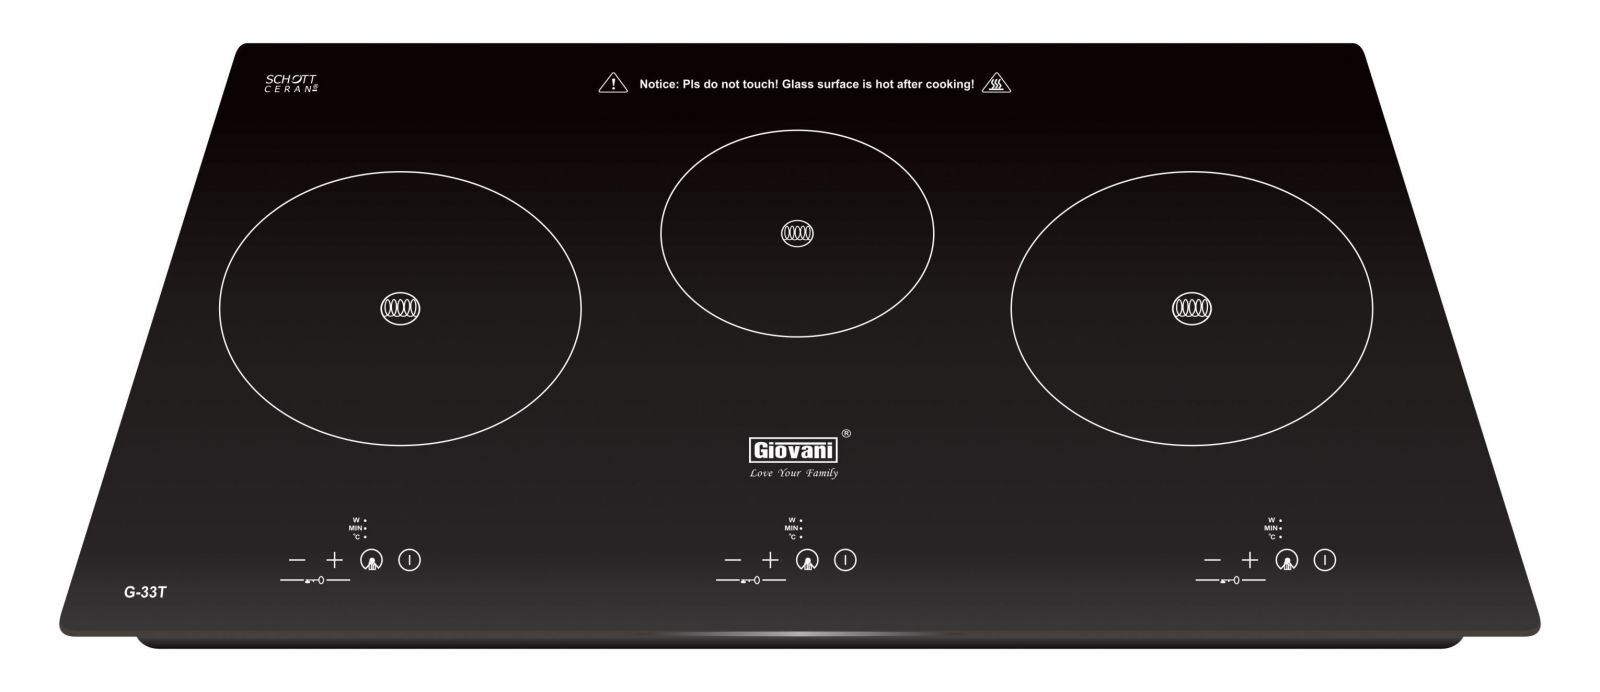 SCHOTT
CERAN®
Notice: Pls do not touch! Glass surface is hot after cooking!
Giovani ®
Love Your Family
W
MIN
°C
W
MIN
°C
W
MIN
°C
G-33T